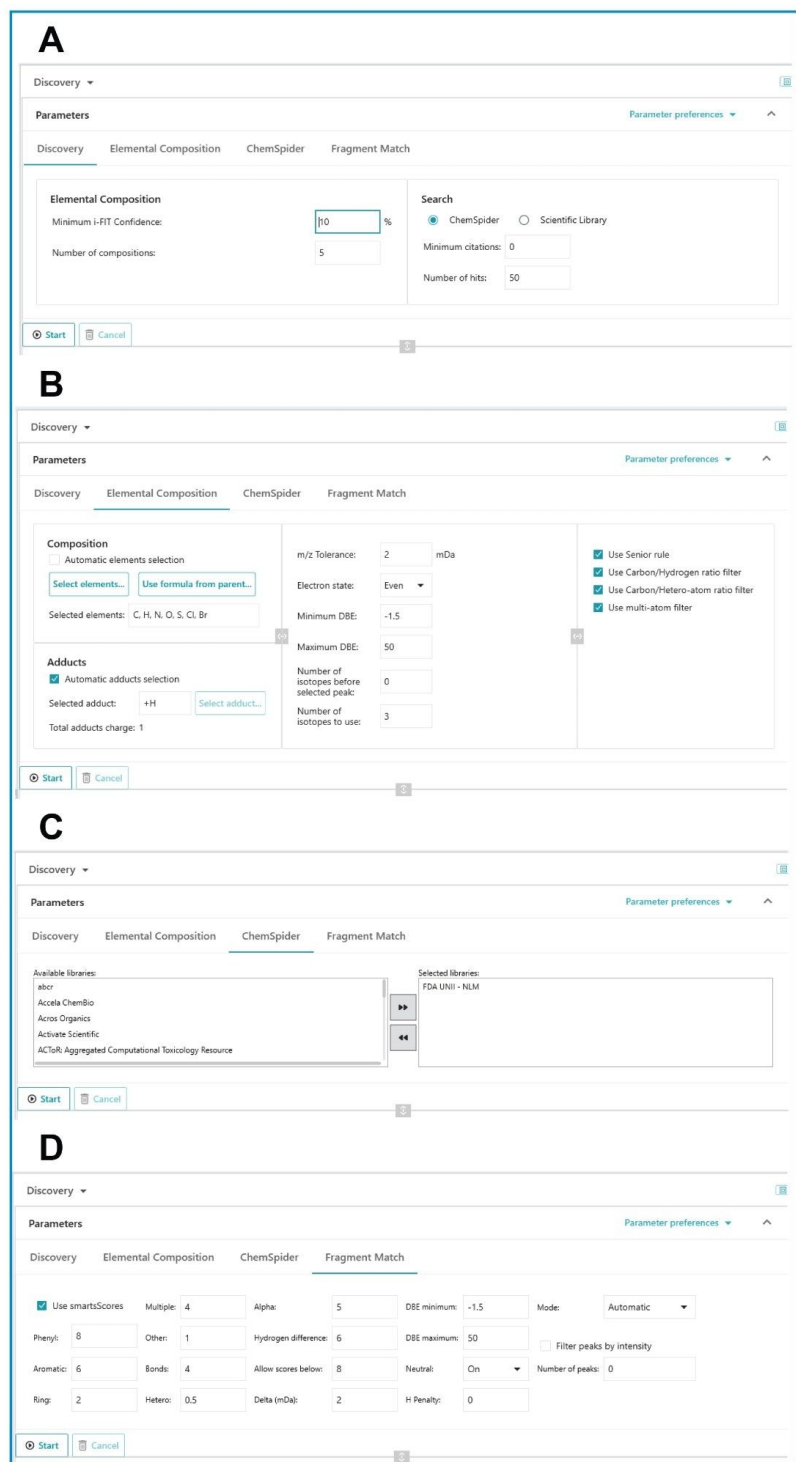 A
Discovery
Parameters Parameter preferences
Discovery Elemental Composition ChemSpider Fragment Match
Elemental Composition
Minimum i-FIT Confidence: 10 %
Number of compositions: 5
Search
ChemSpider Scientific Library
Minimum citations: 0
Number of hits: 50
Start Cancel
B
Discovery
Parameters Parameter preferences
Discovery Elemental Composition ChemSpider Fragment Match
Composition
Automatic elements selection
Select elements... Use formula from parent...
Selected elements: C, H, N, O, S, Cl, Br
Adducts
Automatic adducts selection
Selected adduct: +H Select adduct...
Total adducts charge: 1
m/z Tolerance: 2 mDa
Electron state: Even
Minimum DBE: -1.5
Maximum DBE: 50
Number of
isotopes before
selected peak: 0
Number of
isotopes to use: 3
Use Senior rule
Use Carbon/Hydrogen ratio filter
Use Carbon/Hetero-atom ratio filter
Use multi-atom filter
Start Cancel
C
Discovery
Parameters Parameter preferences
Discovery Elemental Composition ChemSpider Fragment Match
Available libraries:
abcr
Accela ChemBio
Acros Organics
Activate Scientific
ACToR: Aggregated Computational Toxicology Resource
Selected libraries:
FDA UNII - NLM
Start Cancel
D
Discovery
Parameters Parameter preferences
Discovery Elemental Composition ChemSpider Fragment Match
Use smartsScores Multiple: 4 Alpha: 5 DBE minimum: -1.5 Mode: Automatic
Phenyl: 8 Other: 1 Hydrogen difference: 6 DBE maximum: 50 Filter peaks by intensity
Aromatic: 6 Bonds: 4 Allow scores below: 8 Neutral: On Number of peaks: 0
Ring: 2 Hetero: 0.5 Delta (mDa): 2 H Penalty: 0
Start Cancel